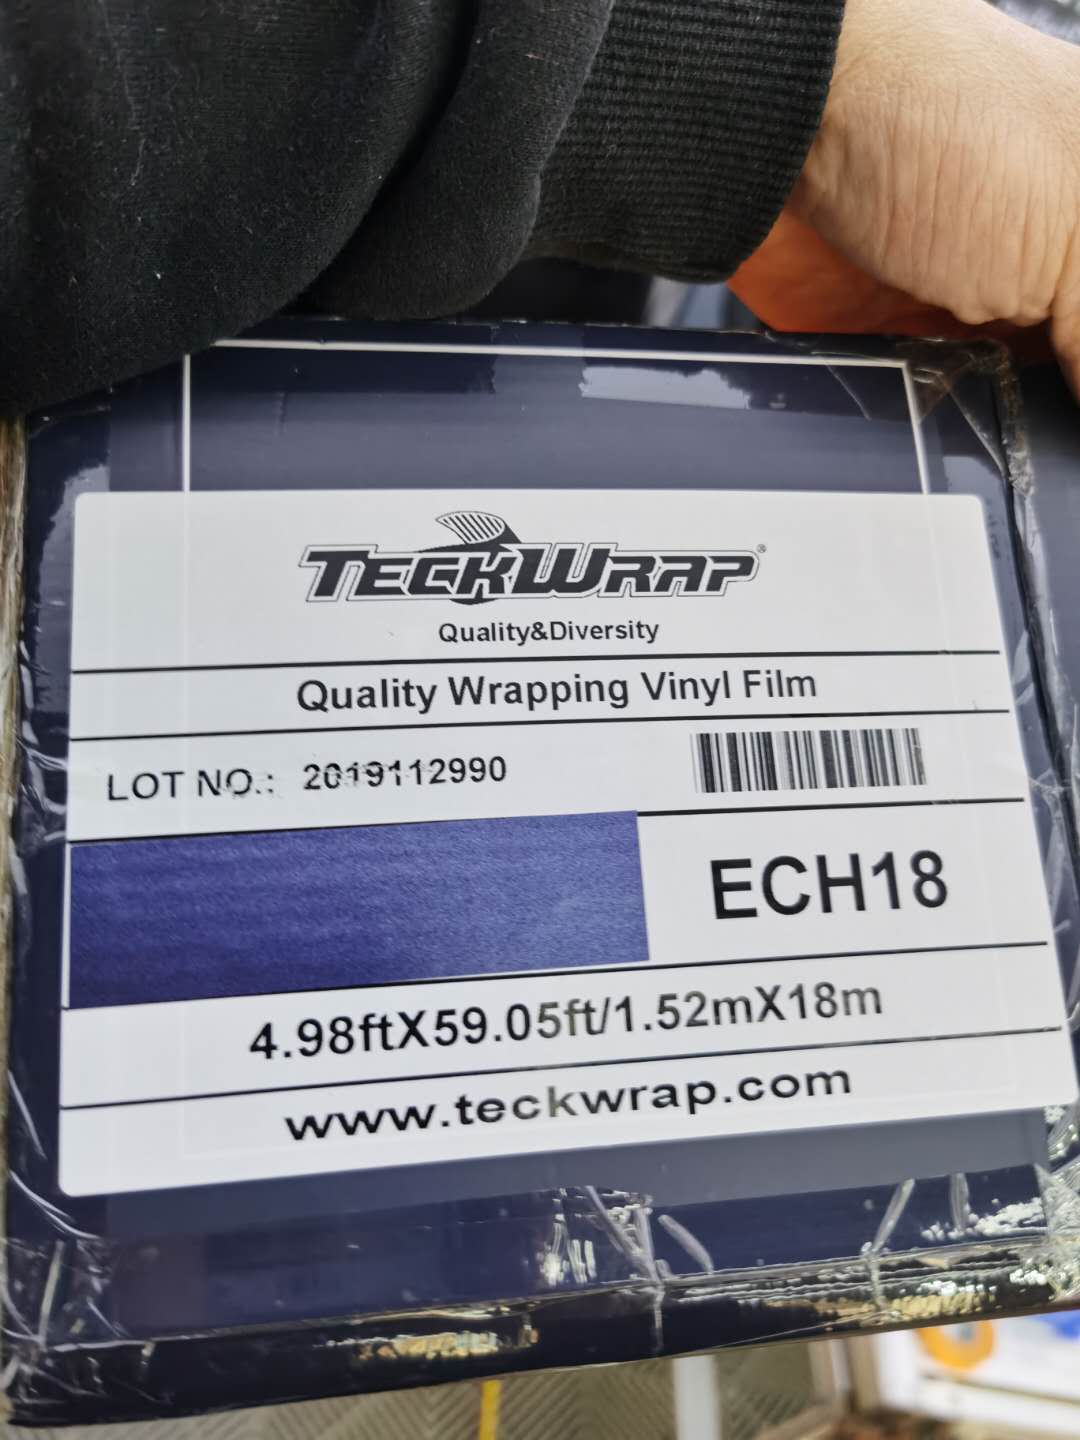 TECKWRAP®
Quality&Diversity
Quality Wrapping Vinyl Film
LOT NO.: 2019112990
ECH18
4.98ftX59.05ft/1.52mX18m
www.teckwrap.com